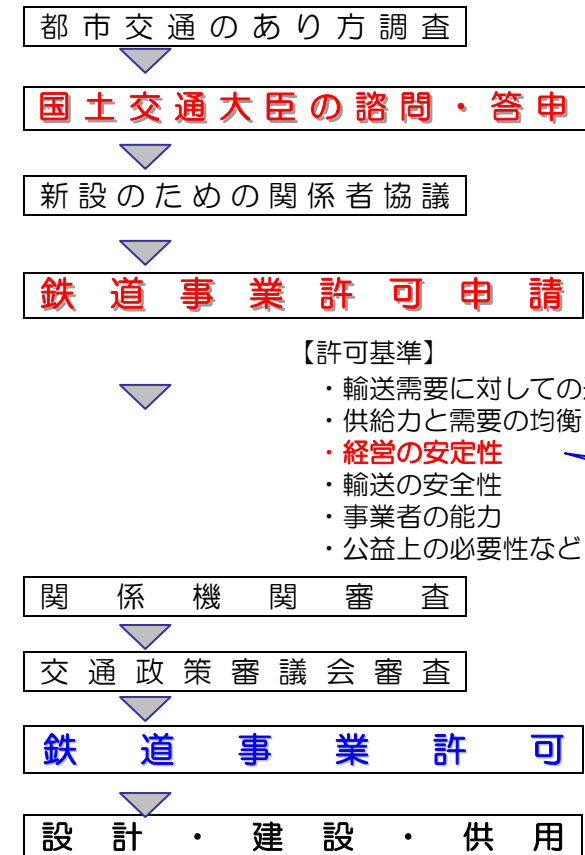 都市交通のあり方調査
国土交通大臣の諮問・答申
新設のための関係者協議
鉄道事業許可申請
【許可基準】
・輸送需要に対しての
・供給力と需要の均衡
・経営の安定性
・輸送の安全性
・事業者の能力
・公益上の必要性など
関係機関審査
交通政策審議会審査
鉄道事業許可
設計・建設・供用